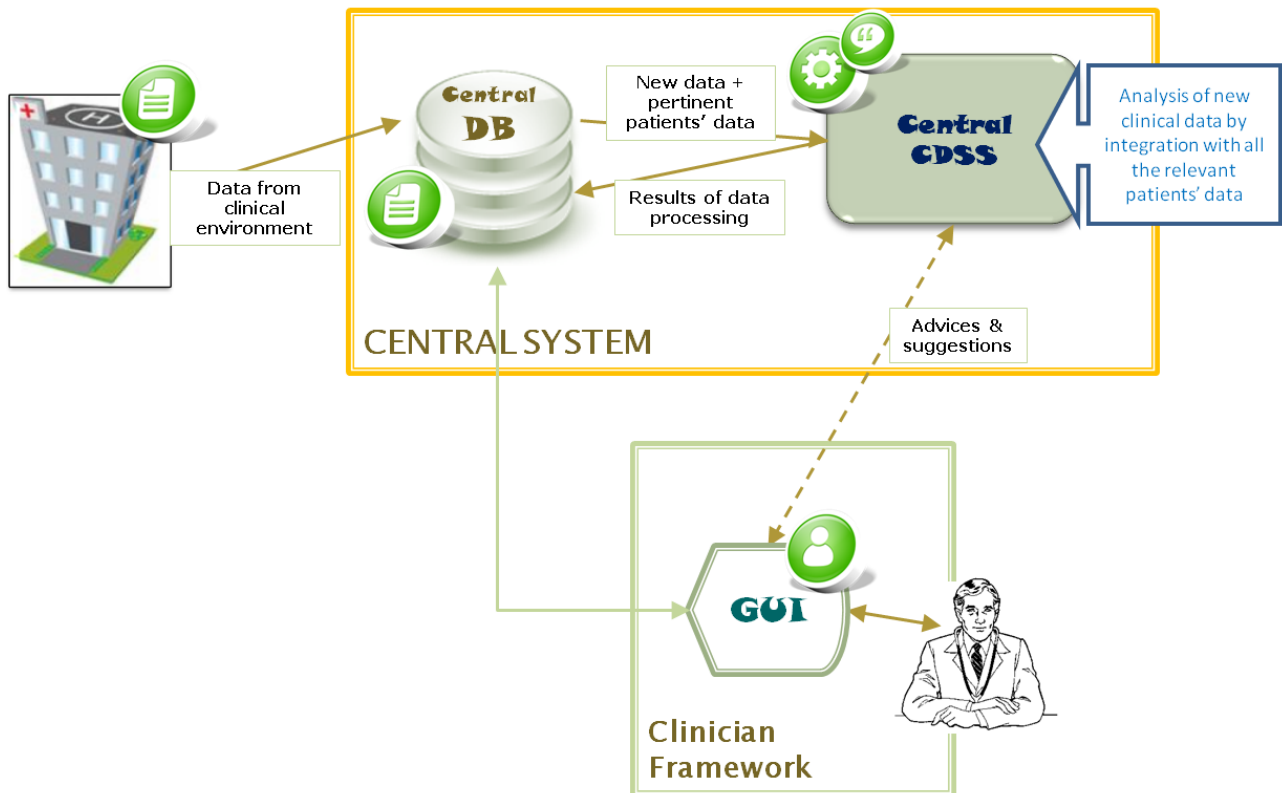 Central
DB
New data +
pertinent
patients' data
Central
CDSS
Analysis of new
clinical data by
integration with all
the relevant
patients' data
H
Data from
clinical
environment
Results of data
processing
CENTRAL SYSTEM
Advices &
suggestions
GUI
Clinician
Framework